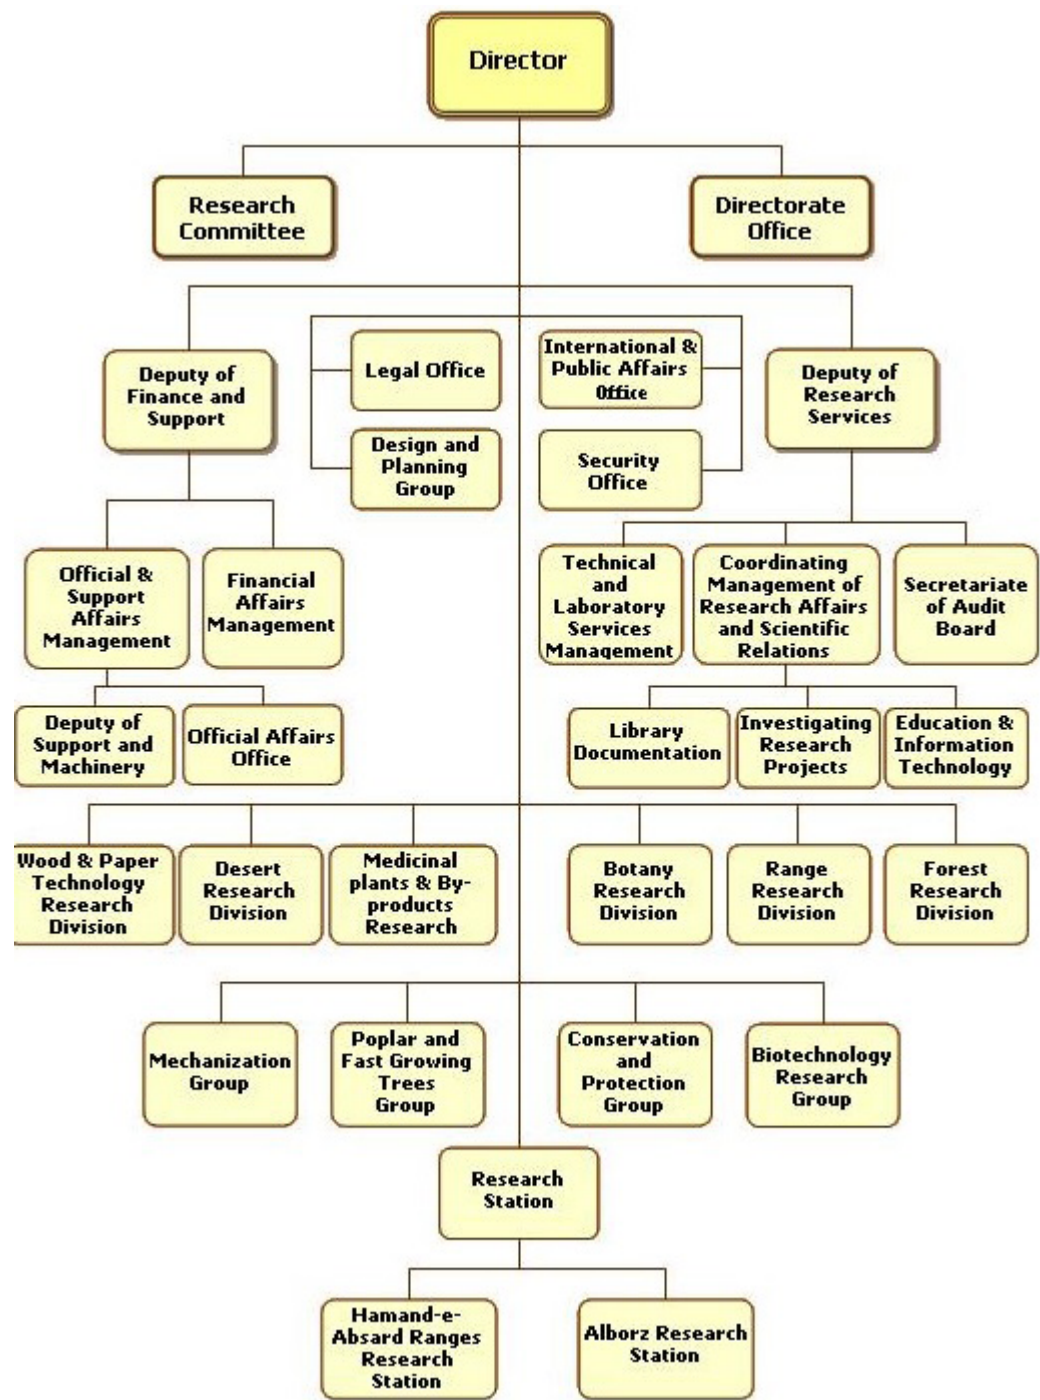 Director
Research
Committee
Directorate
Office
Deputy of
Finance and
Support
Legal Office
International &
Public Affairs
Office
Deputy of
Research
Services
Design and
Planning
Group
Security
Office
Official &
Support
Affairs
Management
Financial
Affairs
Management
Technical
and
Laboratory
Services
Management
Coordinating
Management of
Research Affairs
and Scientific
Relations
Secretariate
of Audit
Board
Deputy of
Support and
Machinery
Official Affairs
Office
Library
Documentation
Investigating
Research
Projects
Education &
Information
Technology
Wood & Paper
Technology
Research
Division
Desert
Research
Division
Medicinal
plants & By-
products
Research
Botany
Research
Division
Range
Research
Division
Forest
Research
Division
Mechanization
Group
Poplar and
Fast Growing
Trees
Group
Conservation
and
Protection
Group
Biotechnology
Research
Group
Research
Station
Hamand-e-
Absard Ranges
Research
Station
Alborz Research
Station